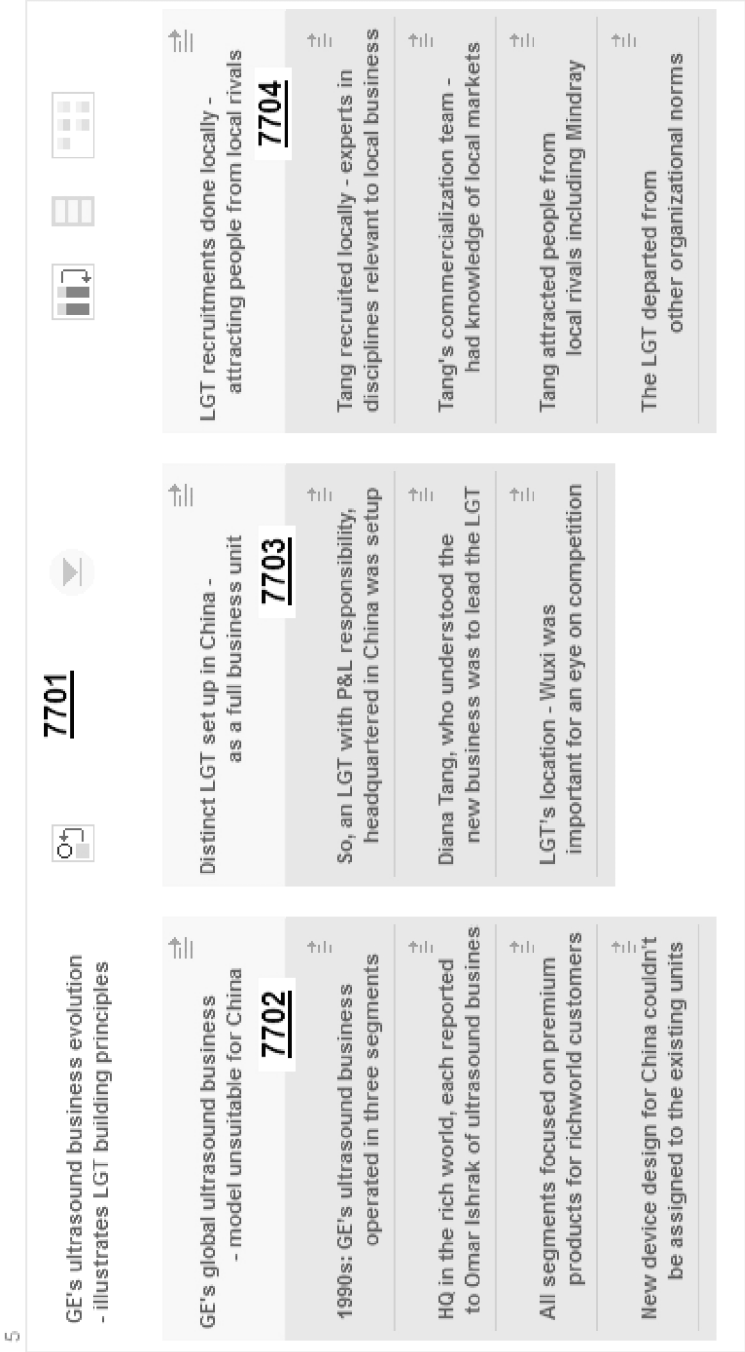 5
GE's ultrasound business evolution
- illustrates LGT building principles
7701
GE's global ultrasound business
- model unsuitable for China
7702
1990s: GE's ultrasound business
operated in three segments
HQ in the rich world, each reported
to Omar Ishrak of ultrasound busines
All segments focused on premium
products for richworld customers
New device design for China couldn't
be assigned to the existing units
Distinct LGT set up in China -
as a full business unit
7703
So, an LGT with P&L responsibility,
headquartered in China was setup
Diana Tang, who understood the
new business was to lead the LGT
LGT's location - Wuxi was
important for an eye on competition
LGT recruitments done locally -
attracting people from local rivals
7704
Tang recruited locally - experts in
disciplines relevant to local business
Tang's commercialization team -
had knowledge of local markets
Tang attracted people from
local rivals including Mindray
The LGT departed from
other organizational norms